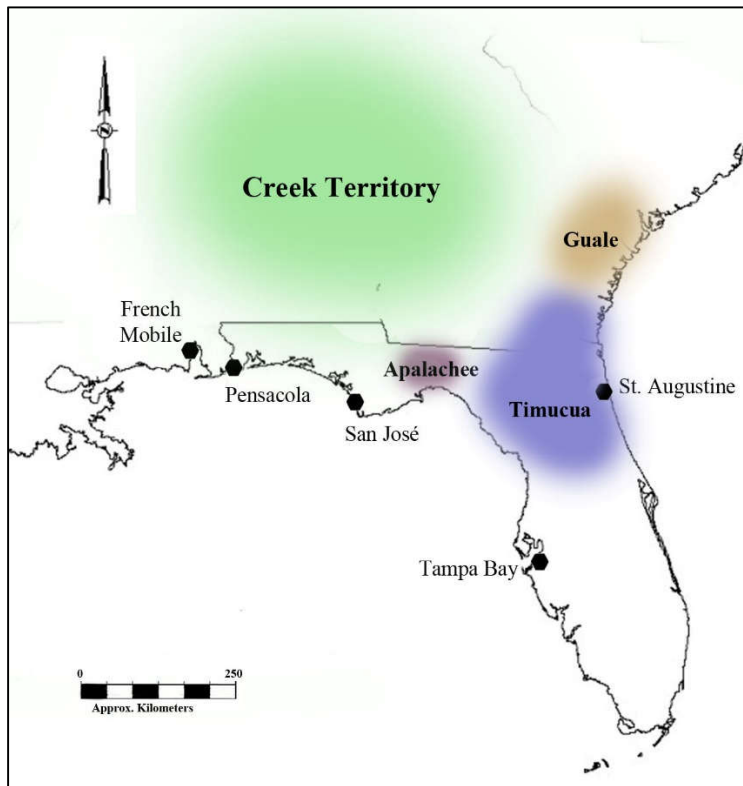 N
Creek Territory
Guale
French
Mobile
Apalachee
Pensacola
San José
Timucua
St. Augustine
Tampa Bay
0 250
Approx. Kilometers